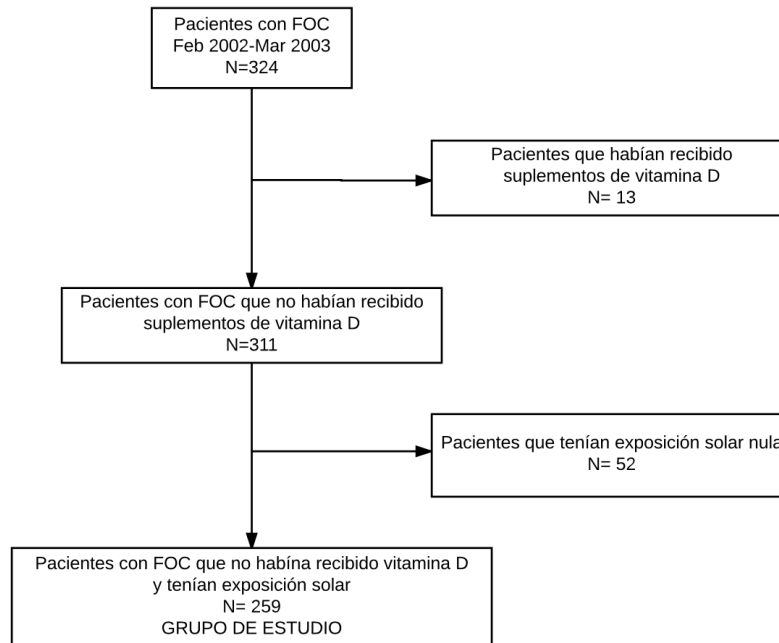 Pacientes con FOC
Feb 2002-Mar 2003
N=324
Pacientes que habían recibido
suplementos de vitamina D
N= 13
Pacientes con FOC que no habían recibido
suplementos de vitamina D
N=311
Pacientes que tenían exposición solar nula
N= 52
Pacientes con FOC que no habína recibido vitamina D
y tenían exposición solar
N= 259
GRUPO DE ESTUDIO